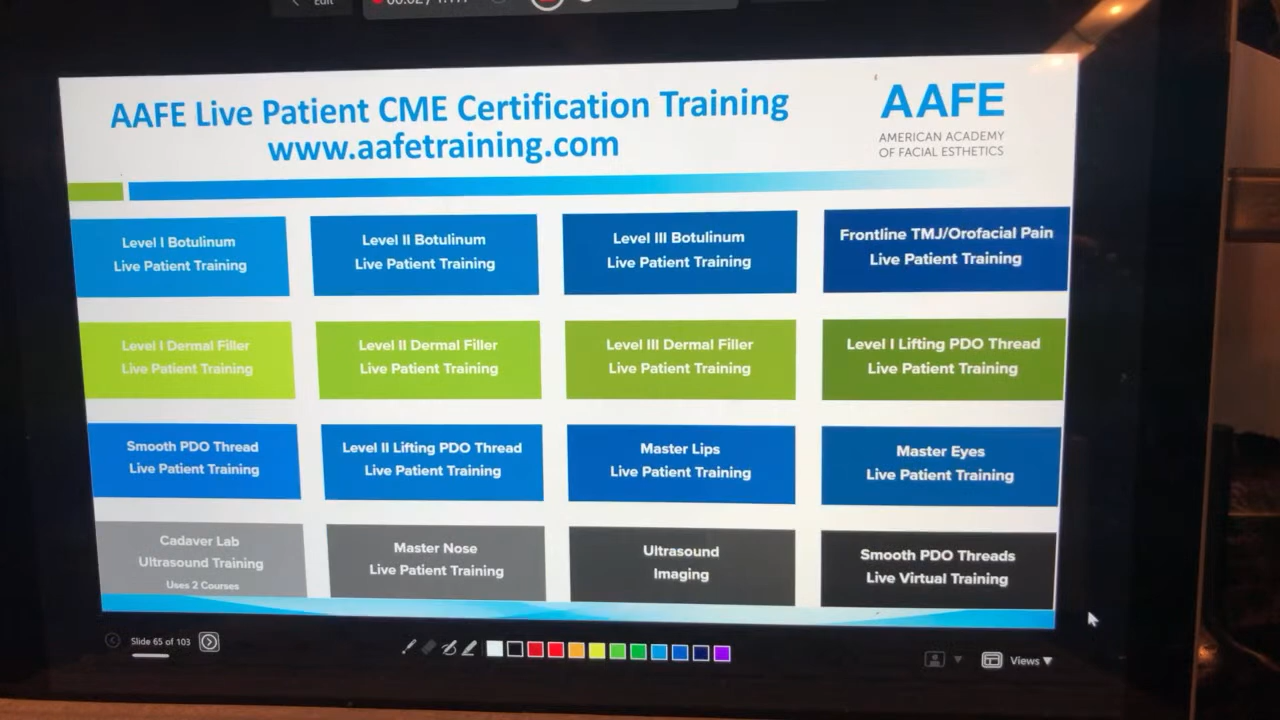 Edit
AAFE Live Patient CME Certification Training
www.aafetraining.com
AAFE
AMERICAN ACADEMY
OF FACIAL ESTHETICS
Level I Botulinum
Live Patient Training
Level II Botulinum
Live Patient Training
Level III Botulinum
Live Patient Training
Frontline TMJ/Orofacial Pain
Live Patient Training
Level I Dermal Filler
Live Patient Training
Level II Dermal Filler
Live Patient Training
Level III Dermal Filler
Live Patient Training
Level I Lifting PDO Thread
Live Patient Training
Smooth PDO Thread
Live Patient Training
Level II Lifting PDO Thread
Live Patient Training
Master Lips
Live Patient Training
Master Eyes
Live Patient Training
Cadaver Lab
Ultrasound Training
Uses 2 Courses
Master Nose
Live Patient Training
Ultrasound
Imaging
Smooth PDO Threads
Live Virtual Training
Slide 65 of 103
Views